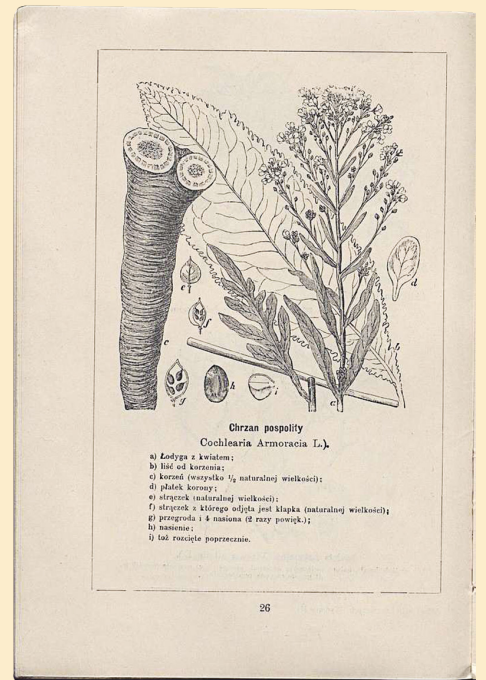 e
f
c
g
h
i
d
b
a
Chrzan pospolity
Cochlearia Armoracia L.).
a) Łodyga z kwiatem;
b) liść od korzenia;
c) korzeń (wszystko 1/2 naturalnej wielkości);
d) płatek korony;
e) strączek (naturalnej wielkości);
f) strączek z którego odjęta jest klapka (naturalnej wielkości);
g) przegroda i 4 nasiona (2 razy powięk.);
h) nasienie;
i) toż rozcięte poprzecznie.
26